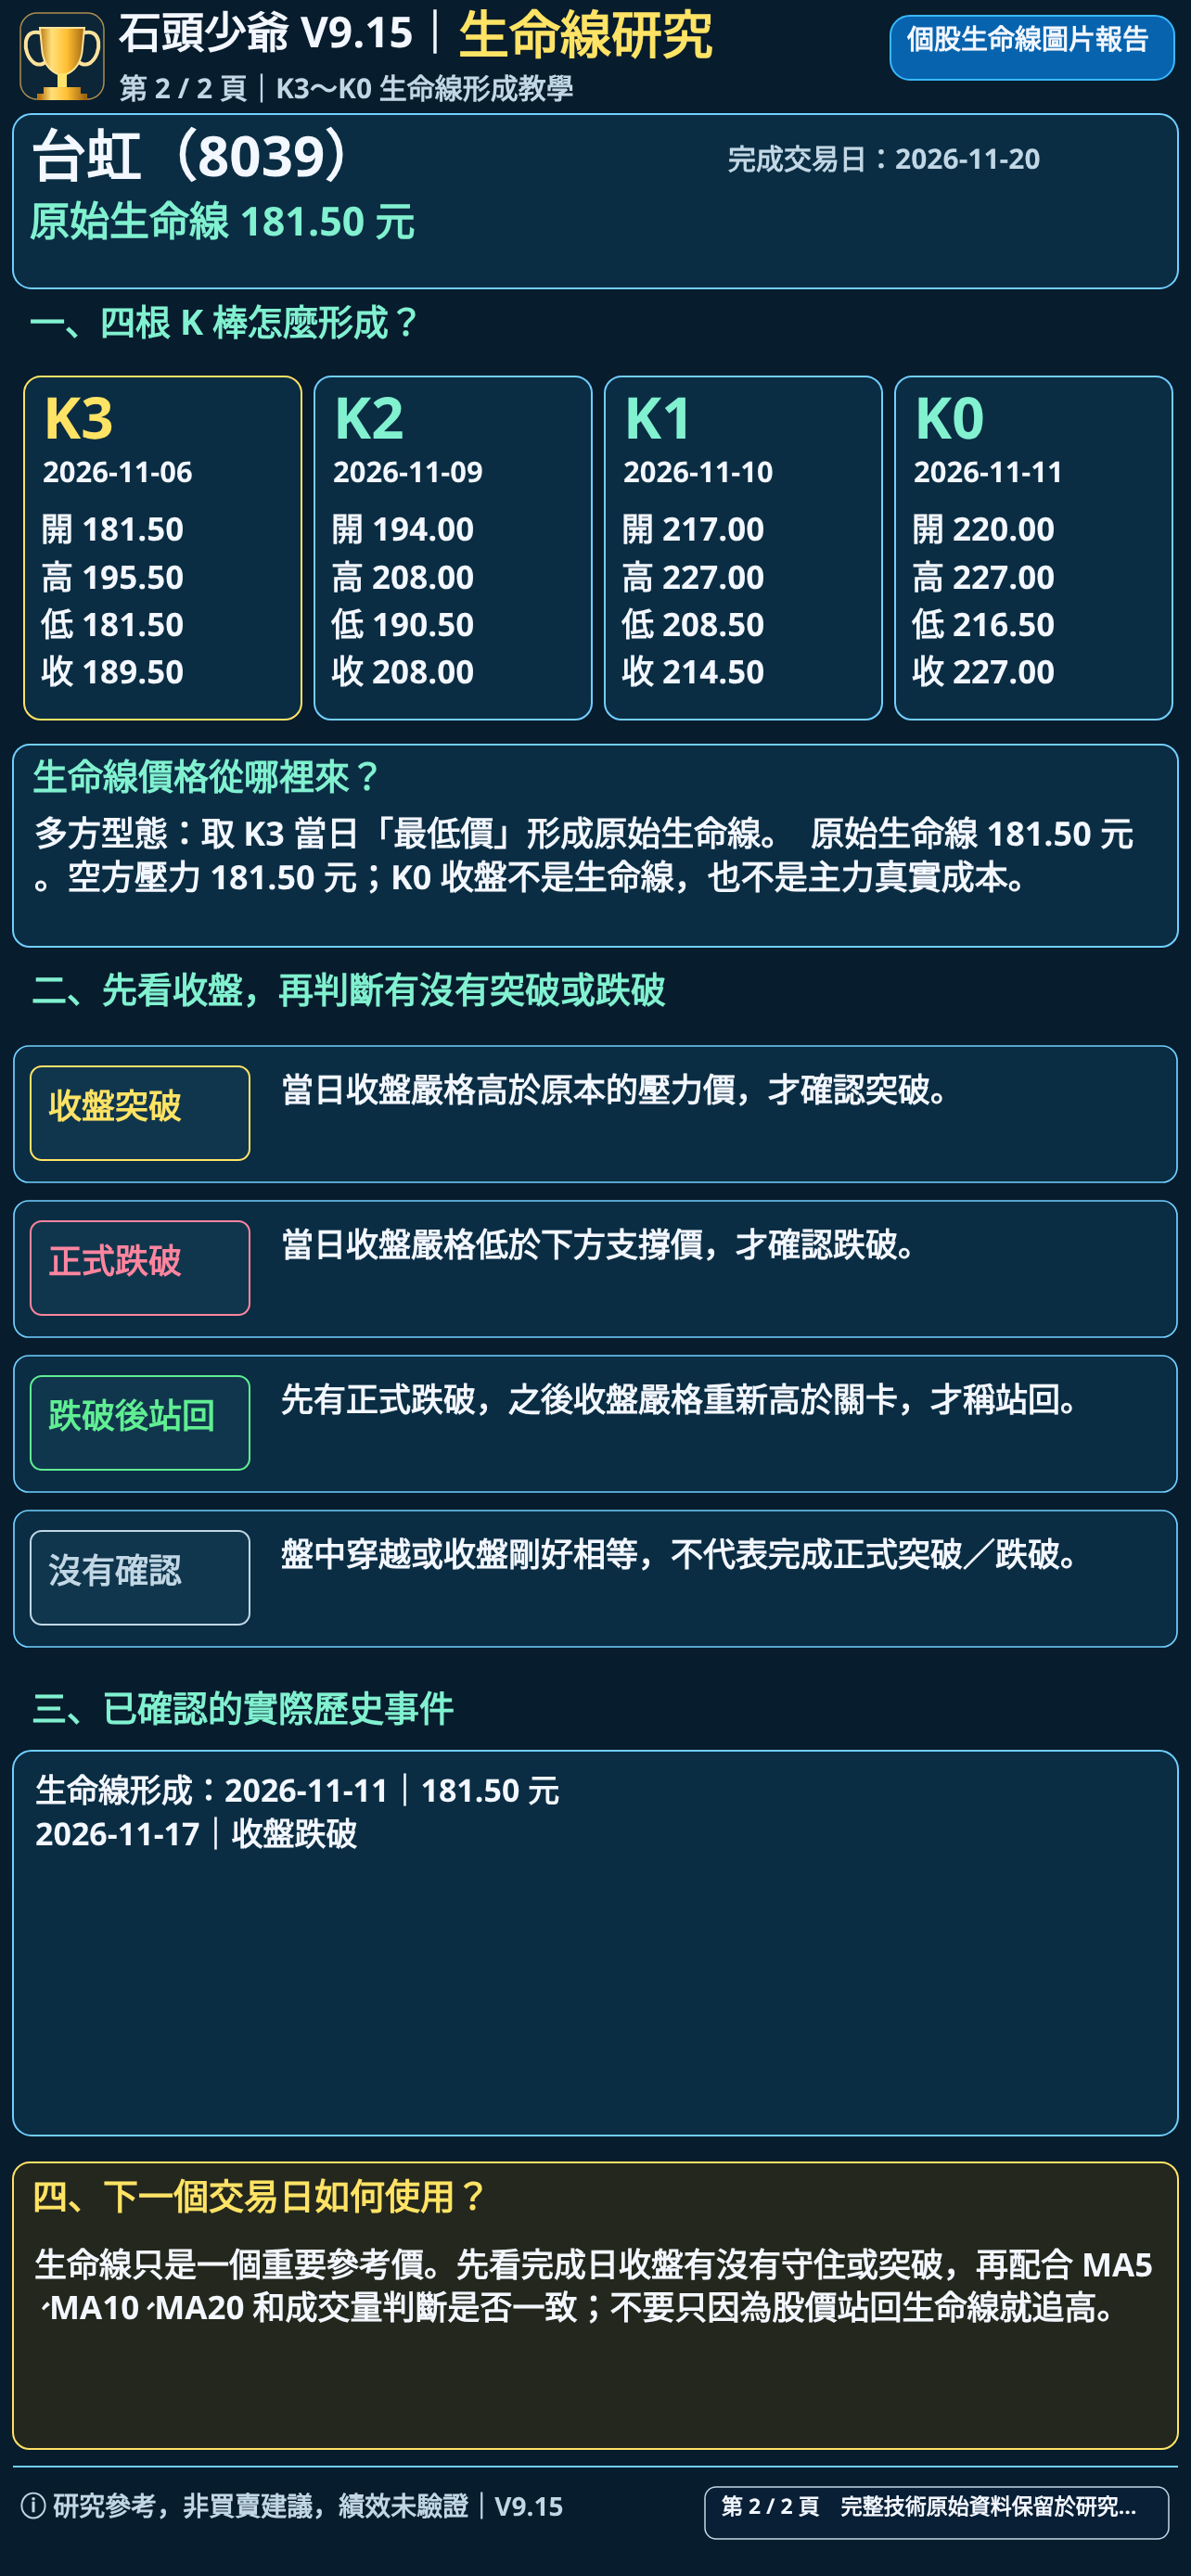 石頭少爺 V9.15｜生命線研究
個股生命線圖片報告
第 2 / 2 頁｜K3～K0 生命線形成教學
台虹（8039）
完成交易日：2026-11-20
原始生命線 181.50 元
一、四根 K 棒怎麼形成？
K3
2026-11-06
開 181.50
高 195.50
低 181.50
收 189.50
K2
2026-11-09
開 194.00
高 208.00
低 190.50
收 208.00
K1
2026-11-10
開 217.00
高 227.00
低 208.50
收 214.50
K0
2026-11-11
開 220.00
高 227.00
低 216.50
收 227.00
生命線價格從哪裡來？
多方型態：取 K3 當日「最低價」形成原始生命線。 原始生命線 181.50 元
。空方壓力 181.50 元；K0 收盤不是生命線，也不是主力真實成本。
二、先看收盤，再判斷有沒有突破或跌破
收盤突破
當日收盤嚴格高於原本的壓力價，才確認突破。
正式跌破
當日收盤嚴格低於下方支撐價，才確認跌破。
跌破後站回
先有正式跌破，之後收盤嚴格重新高於關卡，才稱站回。
沒有確認
盤中穿越或收盤剛好相等，不代表完成正式突破／跌破。
三、已確認的實際歷史事件
生命線形成：2026-11-11｜181.50 元
2026-11-17｜收盤跌破
四、下一個交易日如何使用？
生命線只是一個重要參考價。先看完成日收盤有沒有守住或突破，再配合 MA5
、MA10、MA20 和成交量判斷是否一致；不要只因為股價站回生命線就追高。
ⓘ 研究參考，非買賣建議，績效未驗證｜V9.15
第 2 / 2 頁 完整技術原始資料保留於研究…